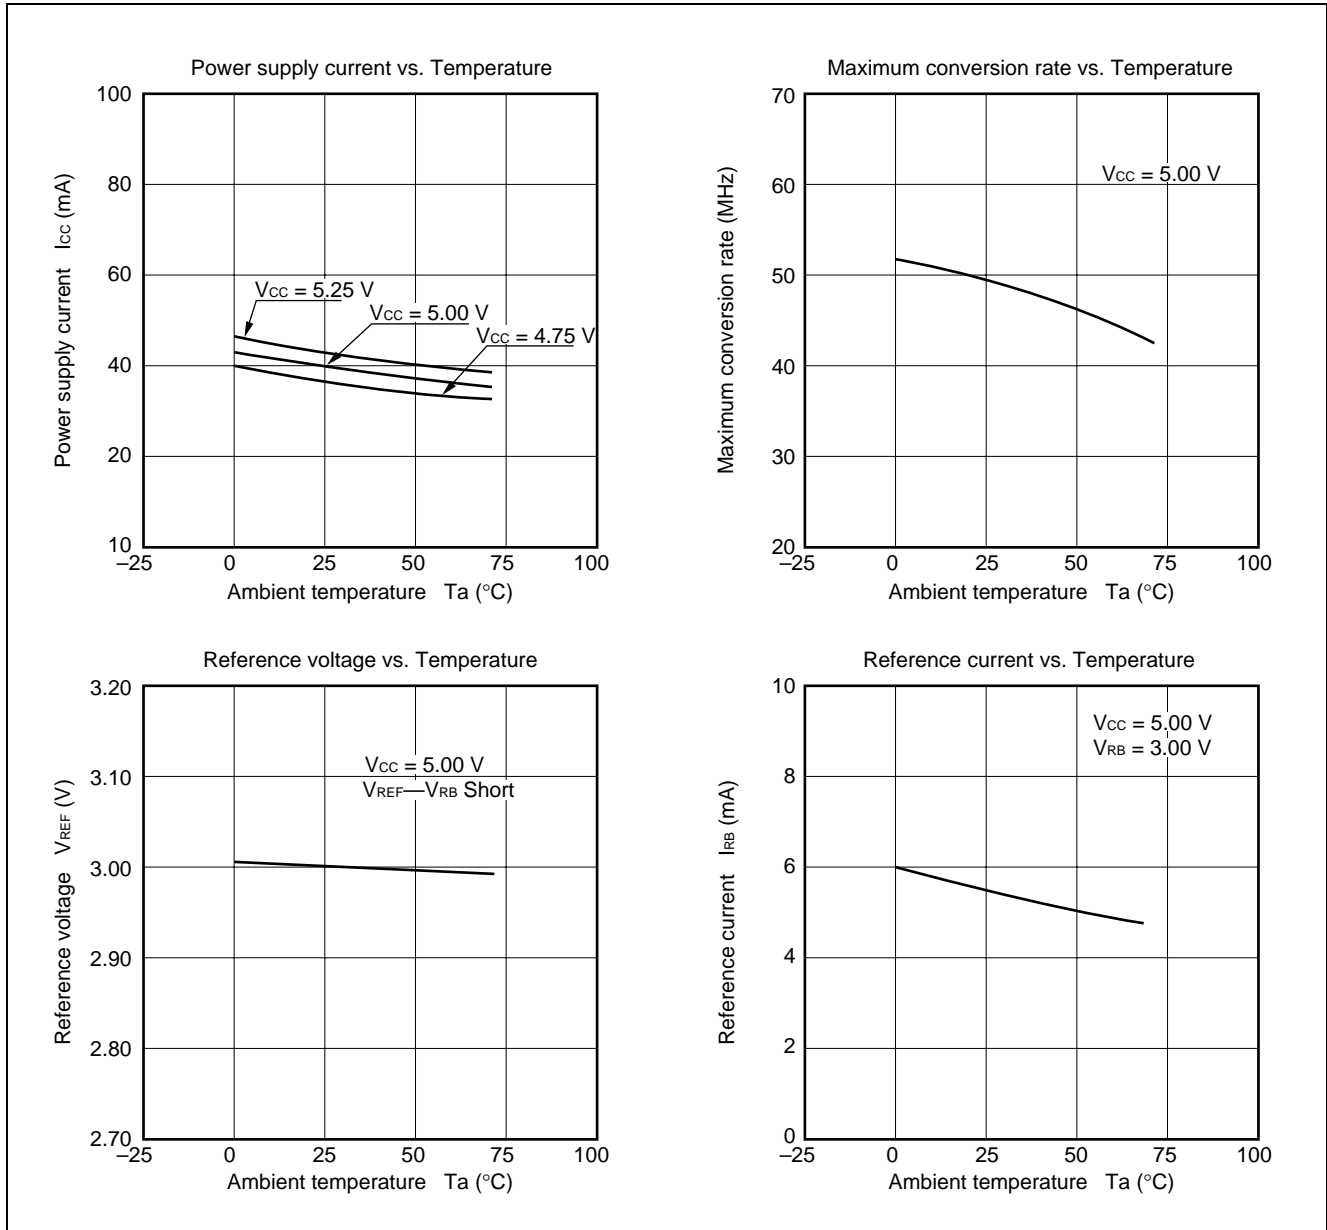 Power supply current vs. Temperature
100
80
60
40
20
10
–25
0
25
50
75
100
Power supply current ICC (mA)
VCC = 5.25 V
VCC = 5.00 V
VCC = 4.75 V
Ambient temperature Ta (°C)
Maximum conversion rate vs. Temperature
70
60
50
40
30
20
–25
0
25
50
75
100
Maximum conversion rate (MHz)
VCC = 5.00 V
Ambient temperature Ta (°C)
Reference voltage vs. Temperature
3.20
3.10
3.00
2.90
2.80
2.70
–25
0
25
50
75
100
Reference voltage VREF (V)
VCC = 5.00 V
VREF—VRB Short
Ambient temperature Ta (°C)
Reference current vs. Temperature
10
8
6
4
2
0
–25
0
25
50
75
100
Reference current IRB (mA)
VCC = 5.00 V
VRB = 3.00 V
Ambient temperature Ta (°C)